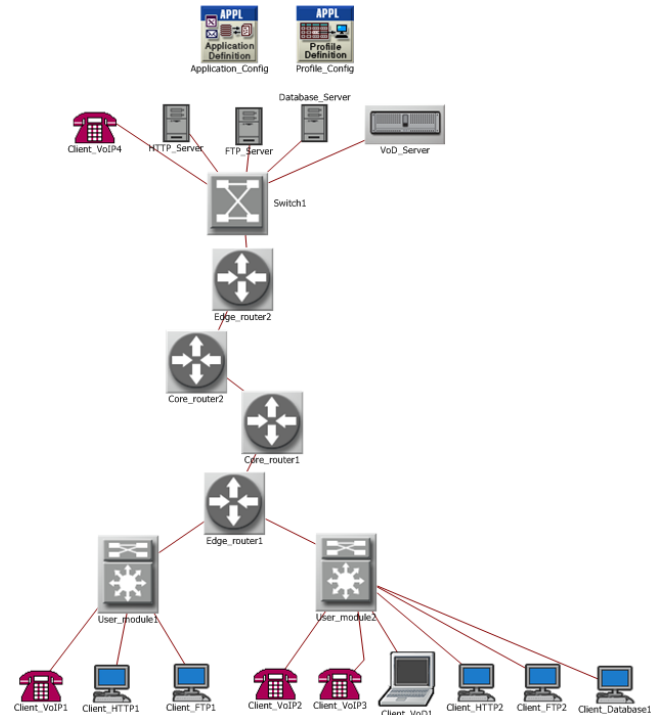 APPL
Application
Definition
Application_Config
APPL
Profiile
Definition
Profile_Config
Client_VoIP4
HTTP_Server
FTP_Server
Database_Server
VoD_Server
Switch1
Edge_router2
Core_router2
Core_router1
Edge_router1
User_module1
User_module2
Client_VoIP1
Client_HTTP1
Client_FTP1
Client_VoIP2
Client_VoIP3
Client_VoD1
Client_HTTP2
Client_FTP2
Client_Database1